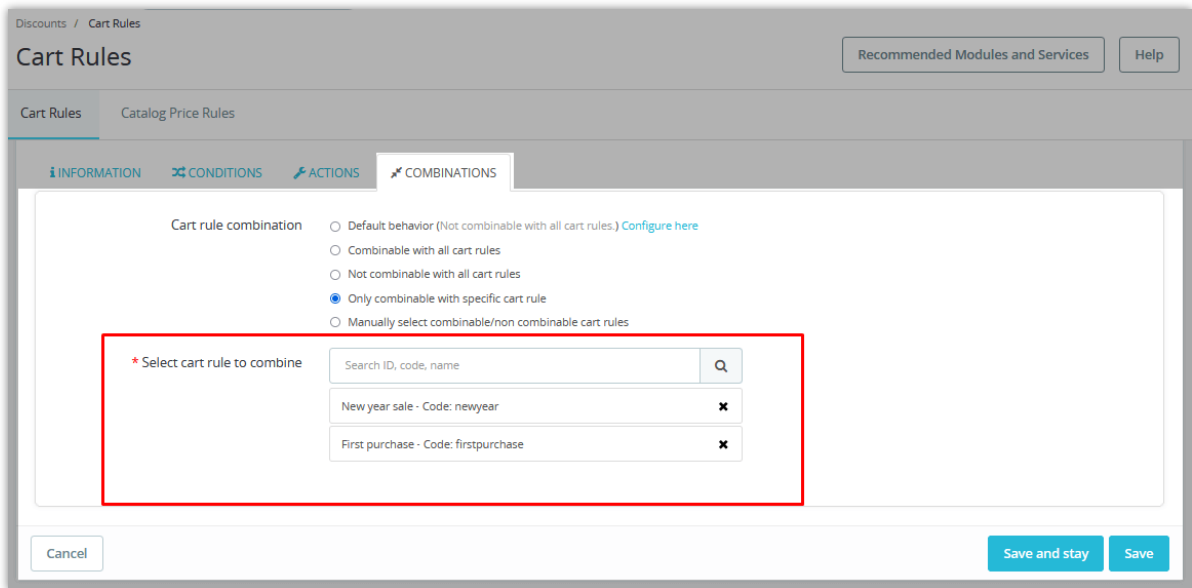 Discounts / Cart Rules
Cart Rules
Recommended Modules and Services
Help
Cart Rules
Catalog Price Rules
INFORMATION
CONDITIONS
ACTIONS
COMBINATIONS
Cart rule combination
Default behavior (Not combinable with all cart rules.) Configure here
Combinable with all cart rules
Not combinable with all cart rules
Only combinable with specific cart rule
Manually select combinable/non combinable cart rules
* Select cart rule to combine
Search ID, code, name
New year sale - Code: newyear
First purchase - Code: firstpurchase
Cancel
Save and stay
Save